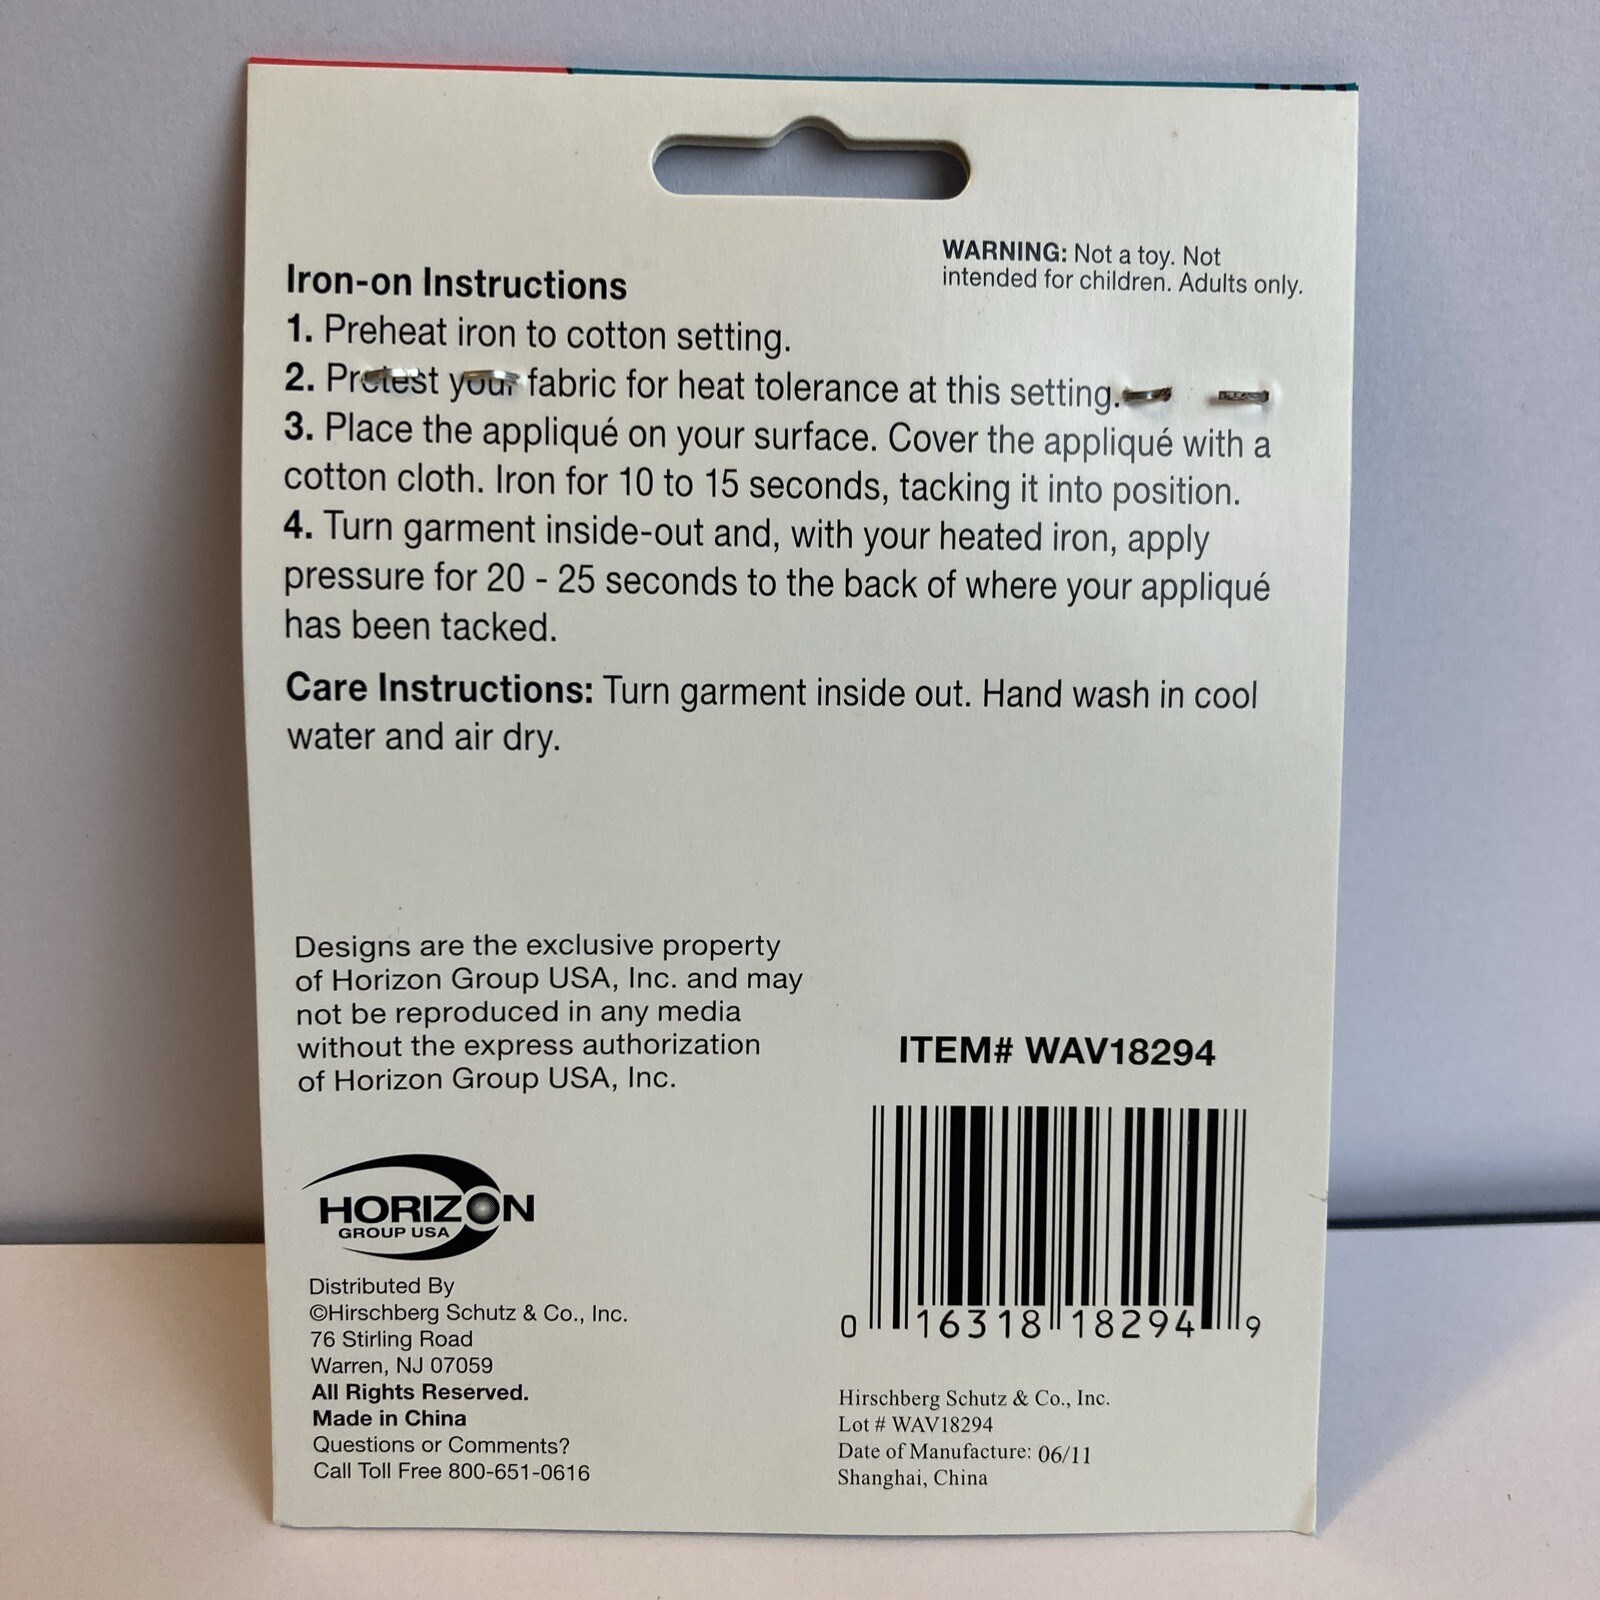 WARNING: Not a toy. Not
intended for children. Adults only.
Iron-on Instructions
1. Preheat iron to cotton setting.
2. Pretest your fabric for heat tolerance at this setting.
3. Place the appliqué on your surface. Cover the appliqué with a
cotton cloth. Iron for 10 to 15 seconds, tacking it into position.
4. Turn garment inside-out and, with your heated iron, apply
pressure for 20 - 25 seconds to the back of where your appliqué
has been tacked.
Care Instructions: Turn garment inside out. Hand wash in cool
water and air dry.
Designs are the exclusive property
of Horizon Group USA, Inc. and may
not be reproduced in any media
without the express authorization
of Horizon Group USA, Inc.
HORIZON
GROUP USA
Distributed By
©Hirschberg Schutz & Co., Inc.
76 Stirling Road
Warren, NJ 07059
All Rights Reserved.
Made in China
Questions or Comments?
Call Toll Free 800-651-0616
ITEM# WAV18294
0 16318 18294 9
Hirschberg Schutz & Co., Inc.
Lot # WAV18294
Date of Manufacture: 06/11
Shanghai, China